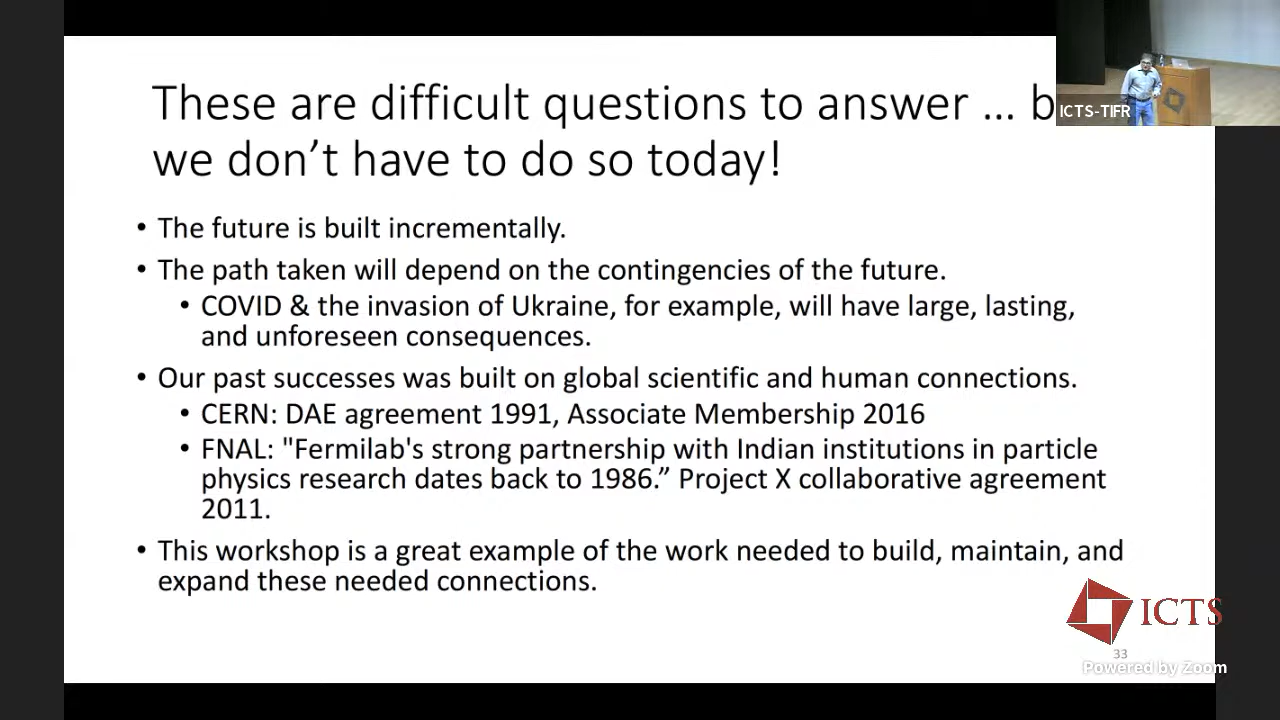 These are difficult questions to answer … b
we don’t have to do so today!
ICTS-TIFR
• The future is built incrementally.
• The path taken will depend on the contingencies of the future.
• COVID & the invasion of Ukraine, for example, will have large, lasting,
and unforeseen consequences.
• Our past successes was built on global scientific and human connections.
• CERN: DAE agreement 1991, Associate Membership 2016
• FNAL: "Fermilab's strong partnership with Indian institutions in particle
physics research dates back to 1986.” Project X collaborative agreement
2011.
• This workshop is a great example of the work needed to build, maintain, and
expand these needed connections.
ICTS
33
Powered by Zoom